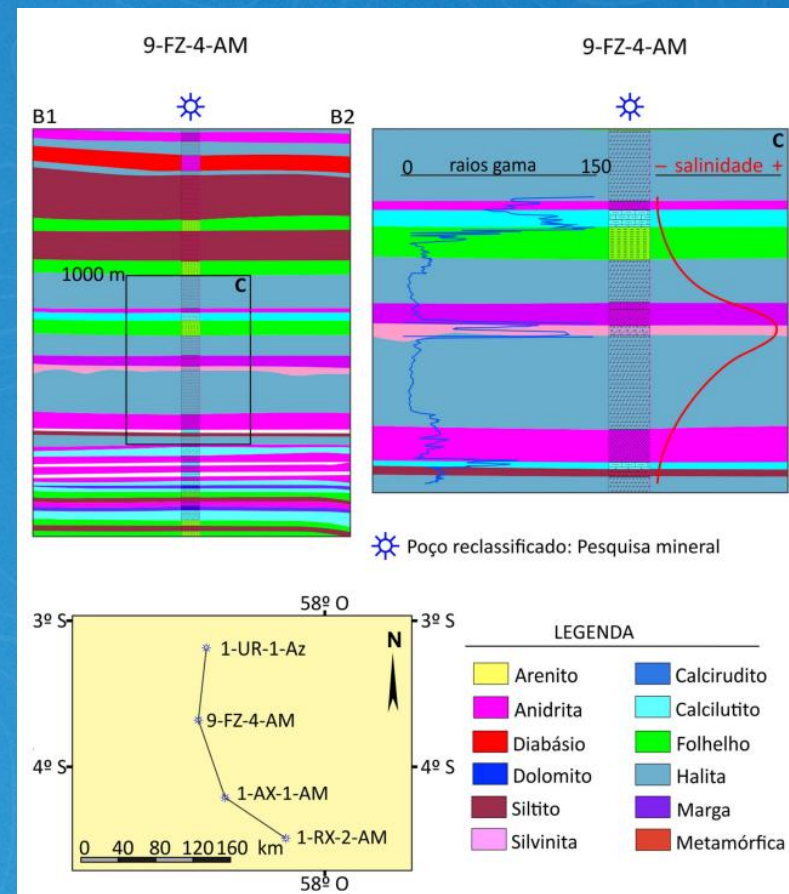 9-FZ-4-AM
B1 B2
1000 m
C
9-FZ-4-AM
C
0 raios gama 150 – salinidade +
Poço reclassificado: Pesquisa mineral
58º O
3º S 3º S
N
1-UR-1-Az
9-FZ-4-AM
4º S 4º S
1-AX-1-AM
1-RX-2-AM
0 40 80 120 160 km
58º O
LEGENDA
Arenito Calcirudito
Anidrita Calcilutito
Diabásio Folhelho
Dolomito Halita
Siltito Marga
Silvinita Metamórfica